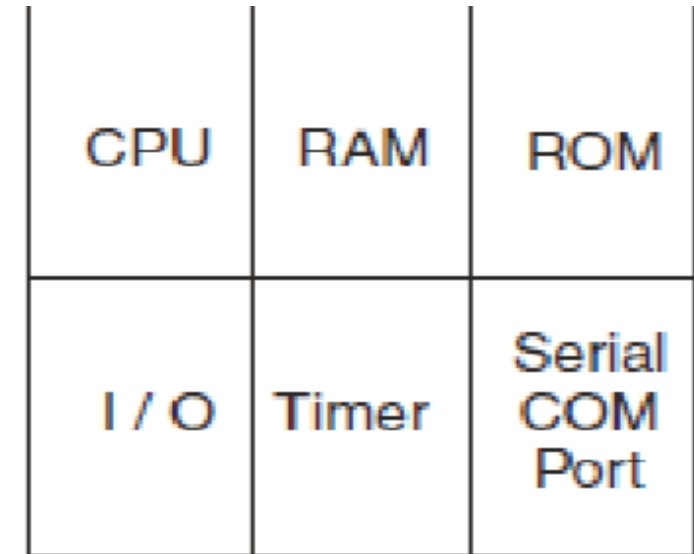 CPU
RAM
ROM
I / O
Timer
Serial
COM
Port